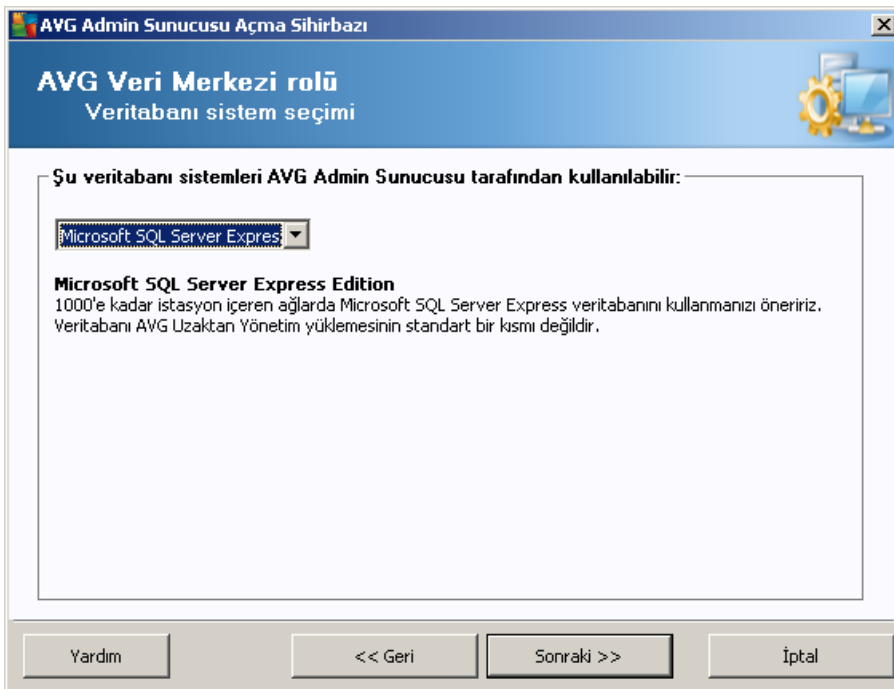 AVG Admin Sunucusu Açma Sihirbazı
AVG Veri Merkezi rolü
Veritabanı sistem seçimi
Şu veritabanı sistemleri AVG Admin Sunucusu tarafından kullanılabilir:
Microsoft SQL Server Expres
Microsoft SQL Server Express Edition
1000'e kadar istasyon içeren ağlarda Microsoft SQL Server Express veritabanını kullanmanızı öneririz.
Veritabanı AVG Uzaktan Yönetim yüklemesinin standart bir kısmı değildir.
Yardım
<< Geri
Sonraki >>
İptal